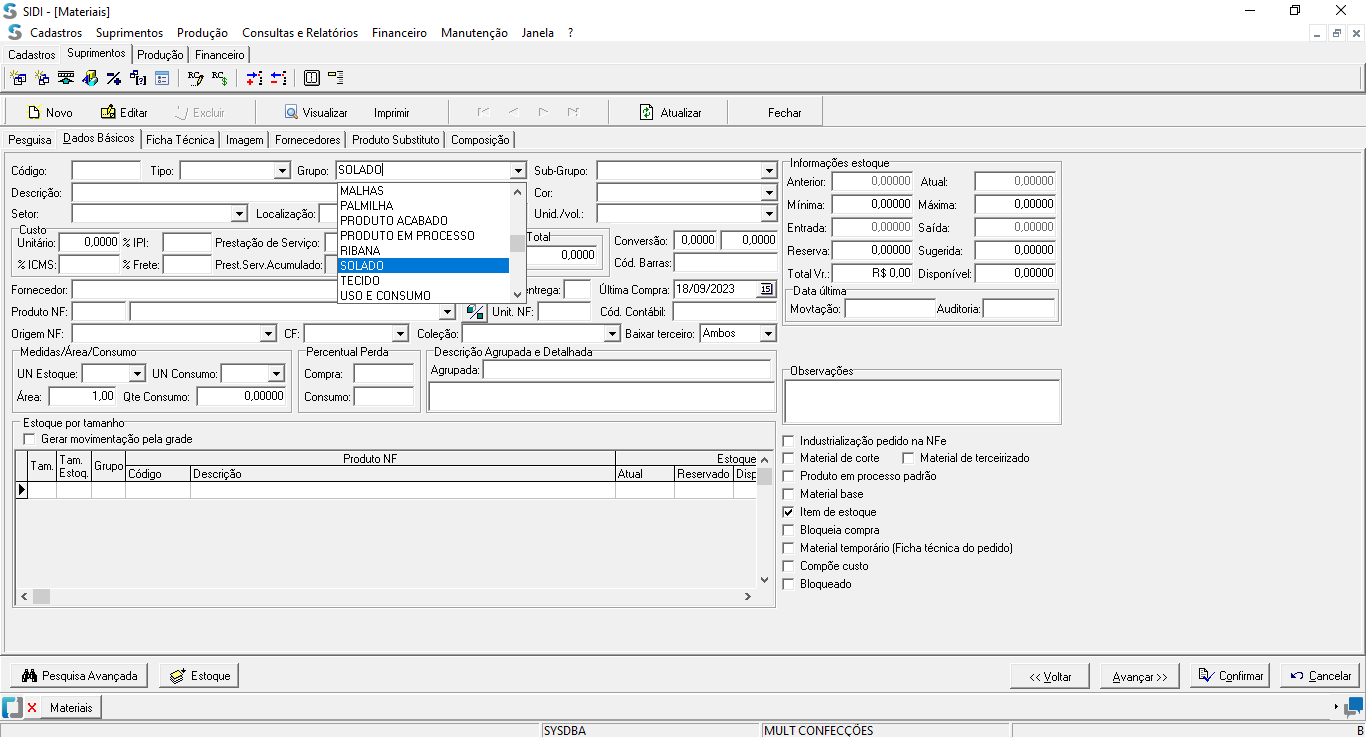 SIDI - [Materiais]
Cadastros Suprimentos Produção Consultas e Relatórios Financeiro Manutenção Janela ?
Cadastros Suprimentos Produção Financeiro
Novo Editar Excluir Visualizar Imprimir Atualizar Fechar
Pesquisa Dados Básicos Ficha Técnica Imagem Fornecedores Produto Substituto Composição
Código: Tipo: Grupo: SOLADO Sub-Grupo:
Descrição: Cor:
Setor: Localização: Unid./vol.:
MALHAS
PALMILHA
PRODUTO ACABADO
PRODUTO EM PROCESSO
RIBANA
SOLADO
TECIDO
USO E CONSUMO
Custo
Unitário: 0,0000 % IPI: Prestação de Serviço:
% ICMS: % Frete: Prest.Serv.Acumulado:
Total
0,0000
Conversão: 0,0000 0,0000
Cód. Barras:
Fornecedor: entrega: Última Compra: 18/09/2023 15
Produto NF: Unit. NF: Cód. Contábil:
Origem NF: CF: Coleção: Baixar terceiro: Ambos
Informações estoque
Anterior: 0,00000 Atual: 0,00000
Mínima: 0,00000 Máxima: 0,00000
Entrada: 0,00000 Saída: 0,00000
Reserva: 0,00000 Sugerida: 0,00000
Total Vr.: R$ 0,00 Disponível: 0,00000
Data última
Movtação: Auditoria:
Medidas/Área/Consumo
UN Estoque: UN Consumo:
Área: 1,00 Qte Consumo: 0,00000
Percentual Perda
Compra:
Consumo:
Descrição Agrupada e Detalhada
Agrupada:
Observações
Estoque por tamanho
Gerar movimentação pela grade
Tam. Tam. Estoq. Grupo Produto NF Estoque
Código Descrição Atual Reservado Disp
Industrialização pedido na NFe
Material de corte Material de terceirizado
Produto em processo padrão
Material base
Item de estoque
Bloqueia compra
Material temporário (Ficha técnica do pedido)
Compõe custo
Bloqueado
Pesquisa Avançada Estoque << Voltar Avançar >> Confirmar Cancelar
Materiais
SYSDBA MULT CONFECÇÕES B